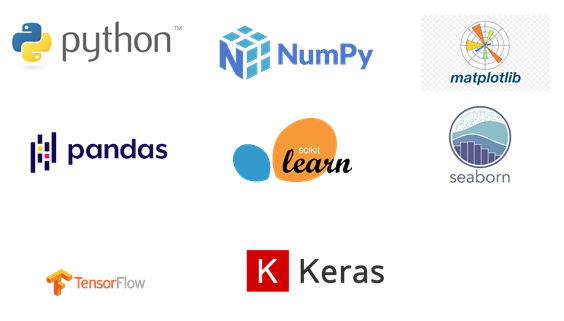 python™
NumPy
matplotlib
pandas
scikit
learn
seaborn
TensorFlow
K Keras